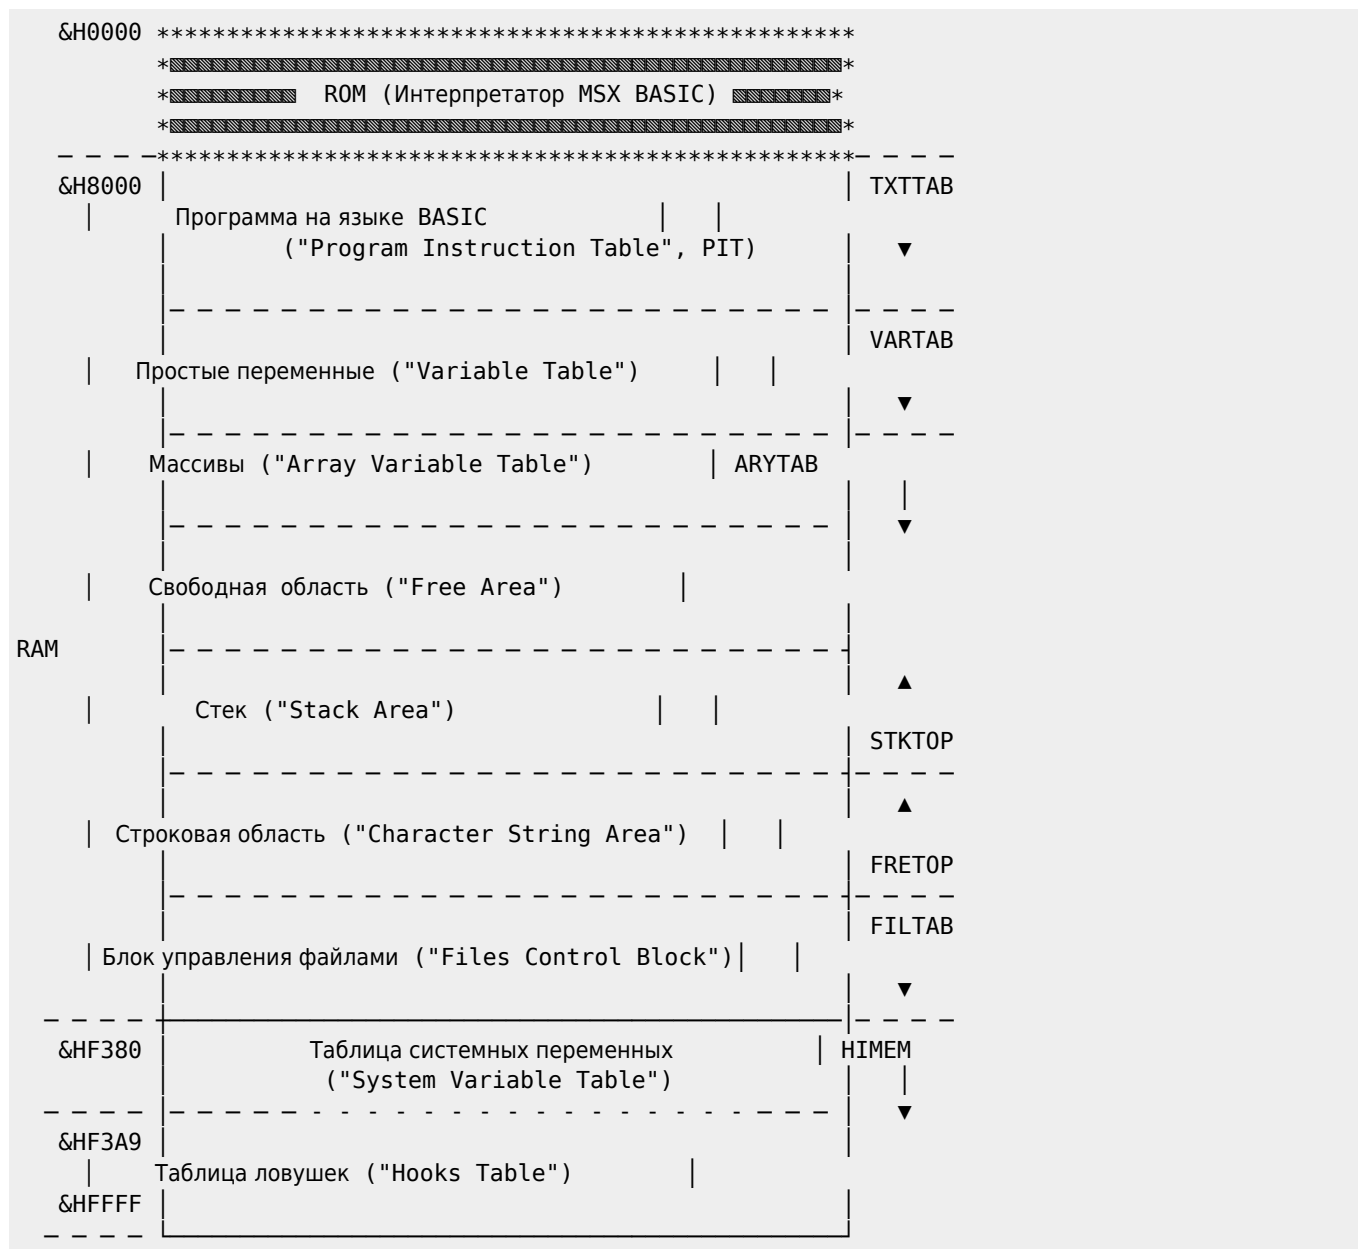 &H0000
ROM (Интерпретатор MSX BASIC)
&H8000 TXTTAB
Программа на языке BASIC
("Program Instruction Table", PIT)
VARTAB
Простые переменные ("Variable Table")
Массивы ("Array Variable Table") ARYTAB
Свободная область ("Free Area")
RAM
Стек ("Stack Area")
STKTOP
Строковая область ("Character String Area")
FRETOP
FILTAB
Блок управления файлами ("Files Control Block")
&HF380 Таблица системных переменных HIMEM
("System Variable Table")
&HF3A9
Таблица ловушек ("Hooks Table")
&HFFFF